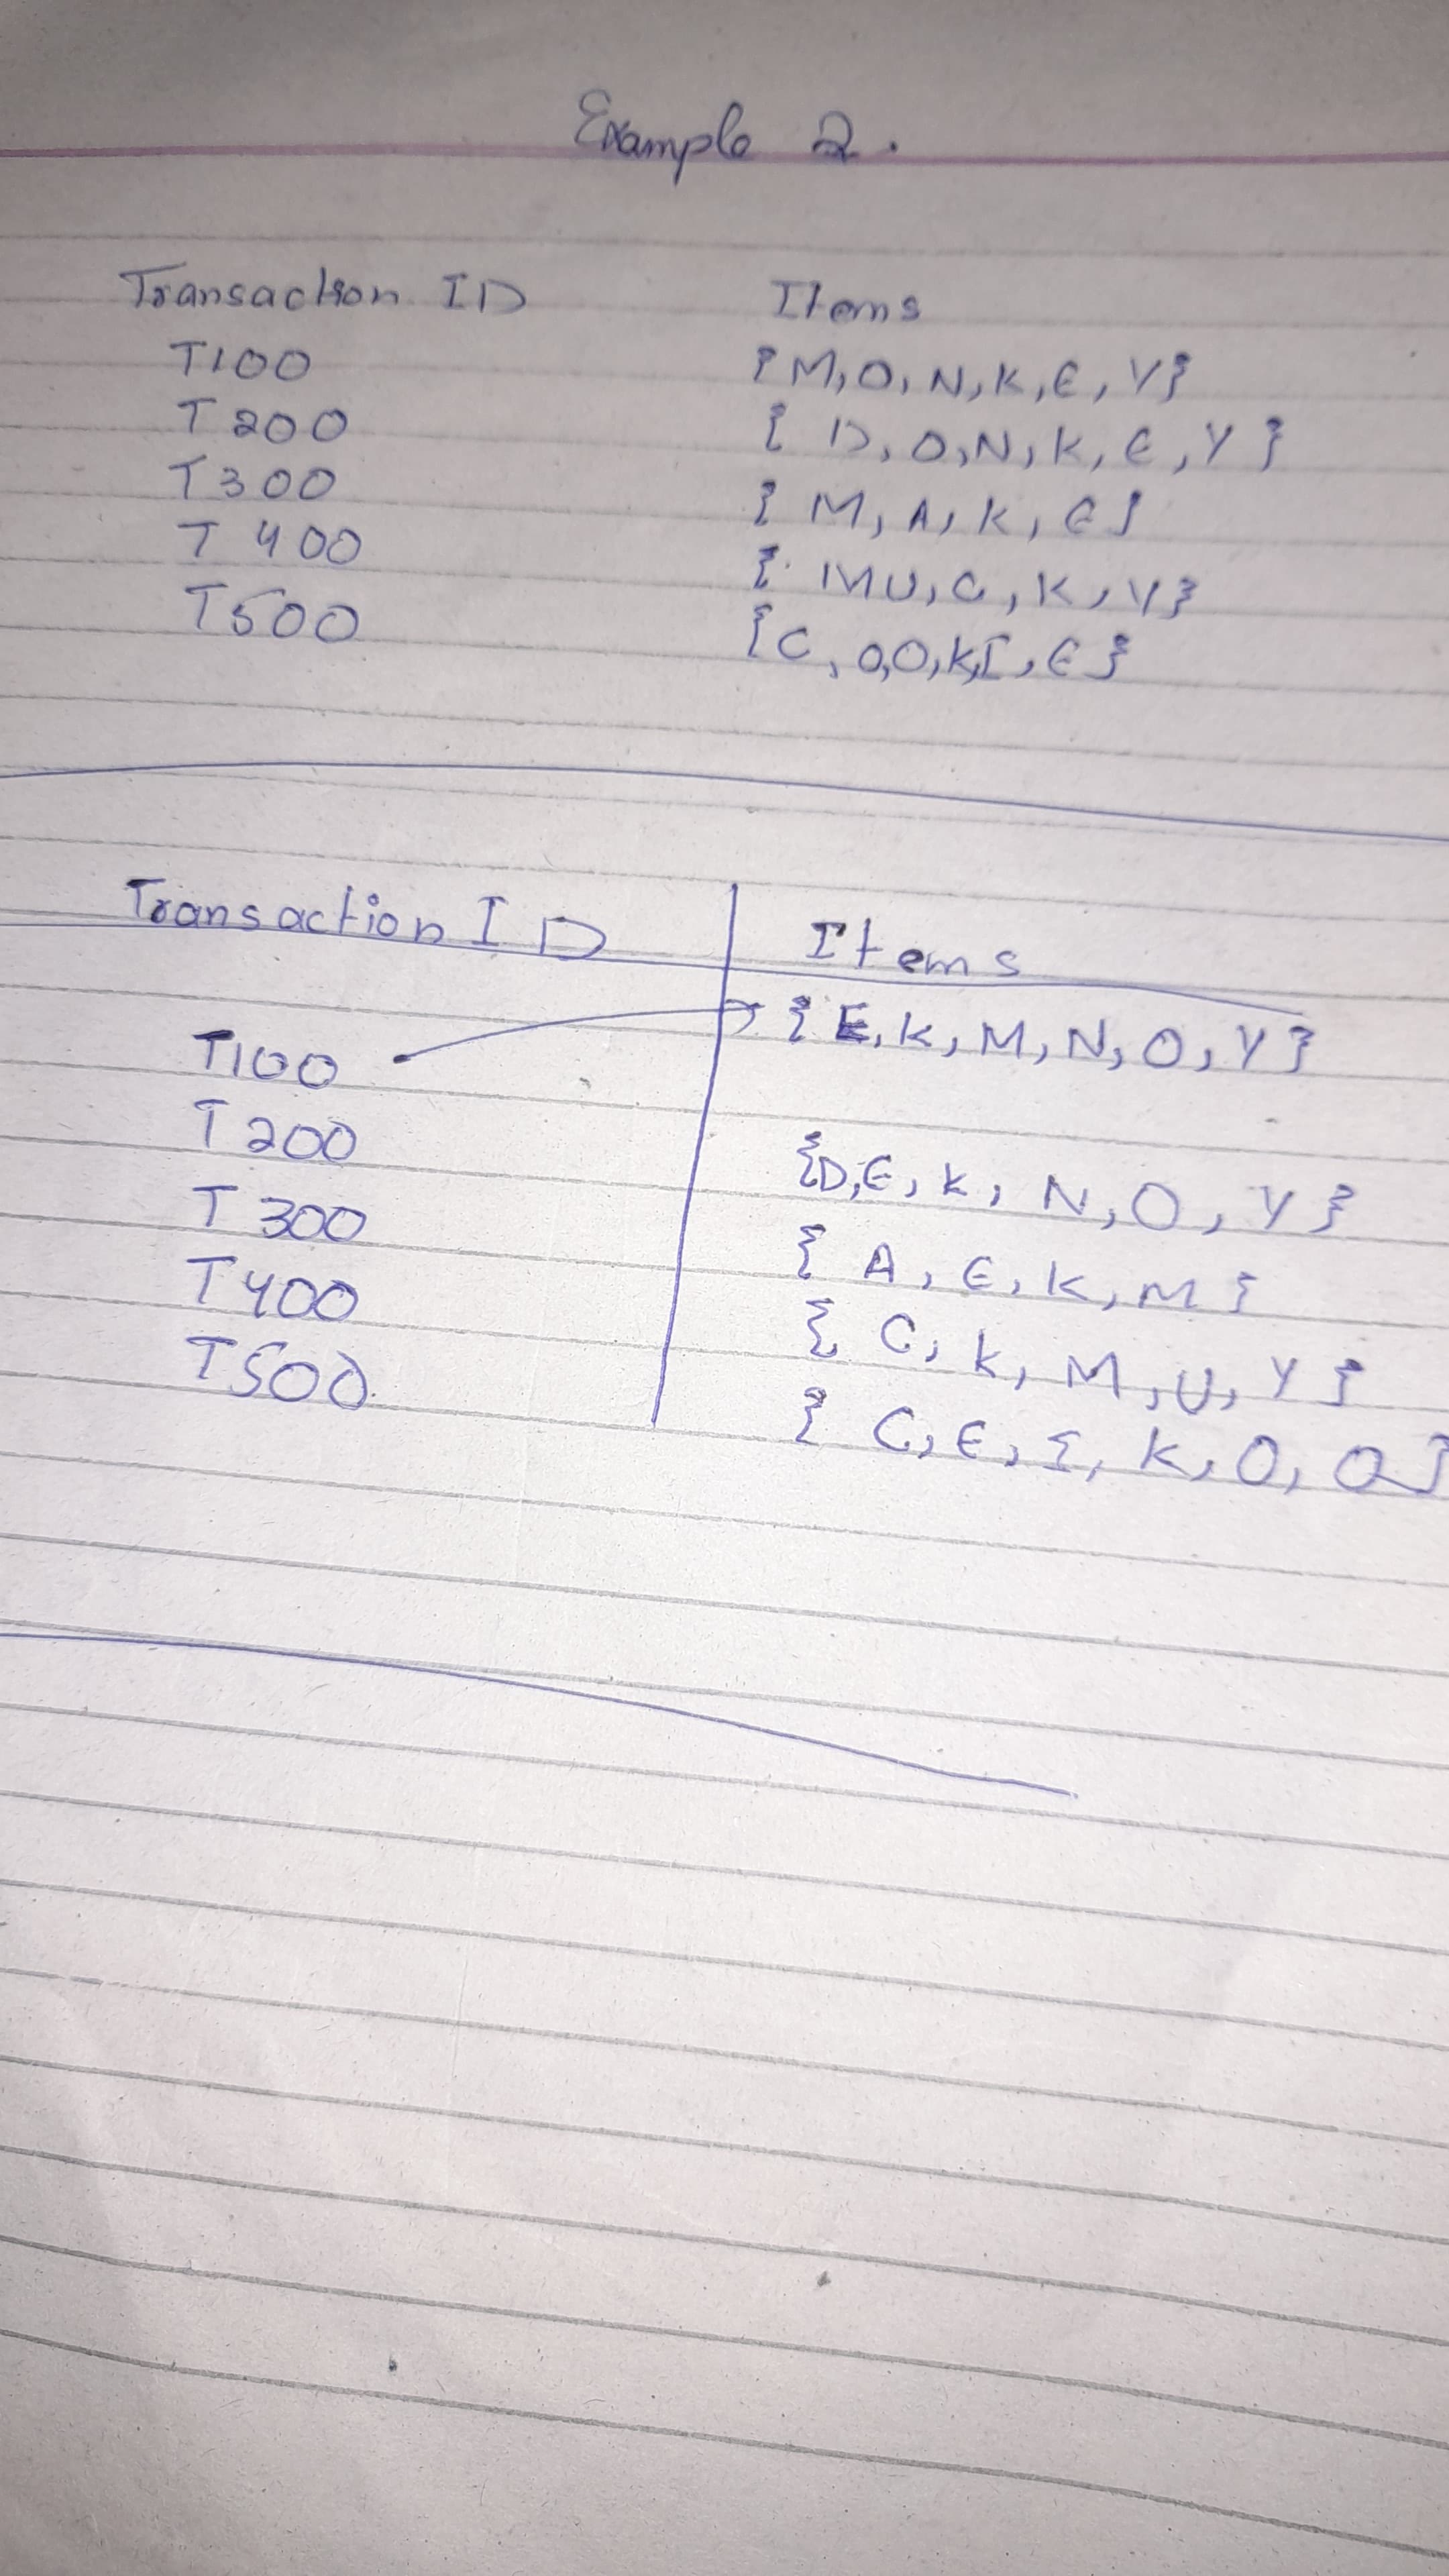 Example 2.
Transaction ID Items
T100 {M,O,N,K,E,Y}
T200 {D,O,N,K,E,Y}
T300 {M,A,K,E}
T400 {MU,C,K,Y}
T500 {C,O,O,K,I,E}
Transaction ID Items
T100 {E,K,M,N,O,Y}
T200 {D,E,K,N,O,Y}
T300 {A,E,K,M}
T400 {C,K,M,U,Y}
T500 {C,E,I,K,O,O}